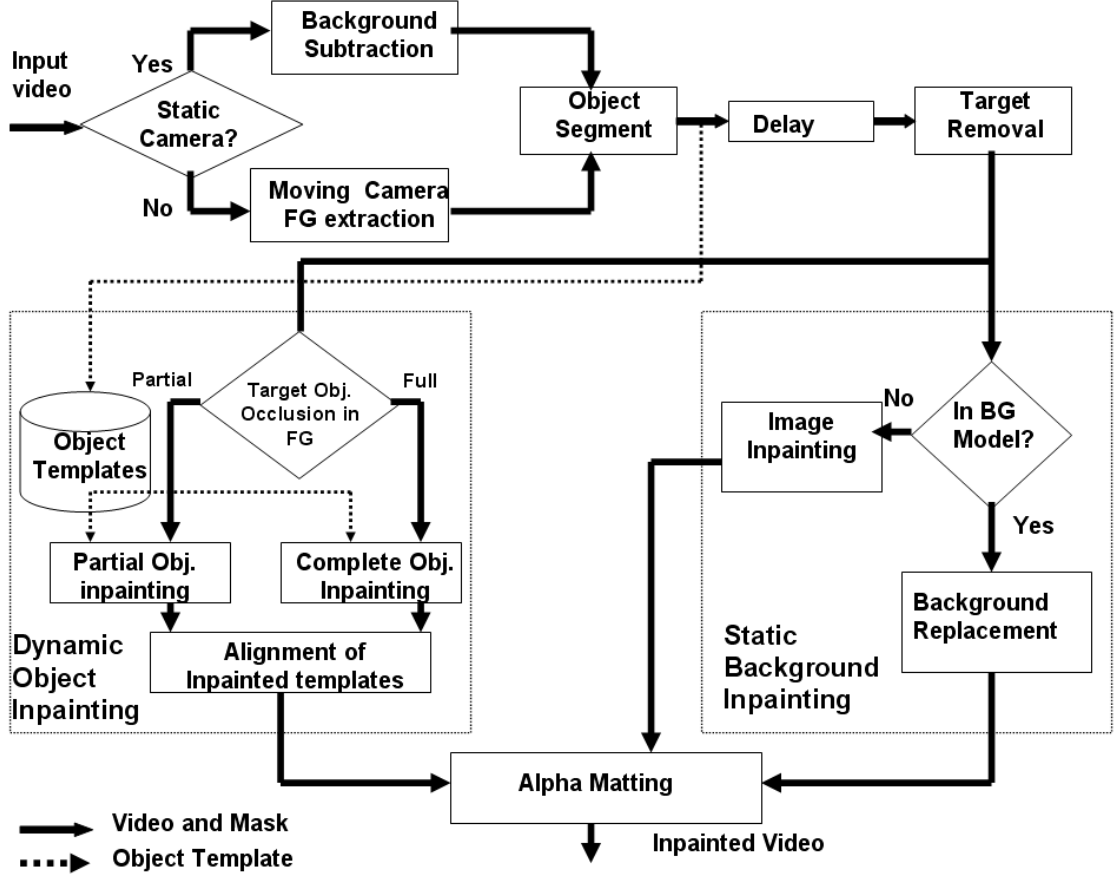 Input
video
Yes
Static
Camera?
No
Background
Subtraction
Moving Camera
FG extraction
Object
Segment
Delay
Target
Removal
Partial
Target Obj.
Occlusion in
FG
Full
Object
Templates
Partial Obj.
inpainting
Complete Obj.
Inpainting
Alignment of
Inpainted templates
Dynamic
Object
Inpainting
In BG
Model?
No
Image
Inpainting
Yes
Background
Replacement
Static
Background
Inpainting
Alpha Matting
Inpainted Video
Video and Mask
Object Template